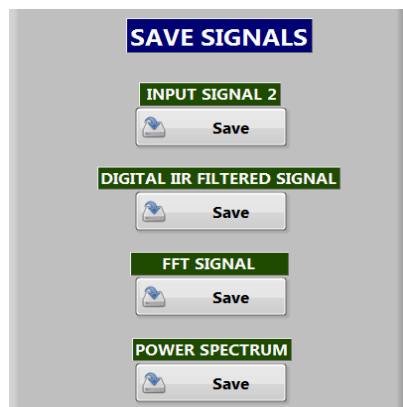 SAVE SIGNALS
INPUT SIGNAL 2
Save
DIGITAL IIR FILTERED SIGNAL
Save
FFT SIGNAL
Save
POWER SPECTRUM
Save